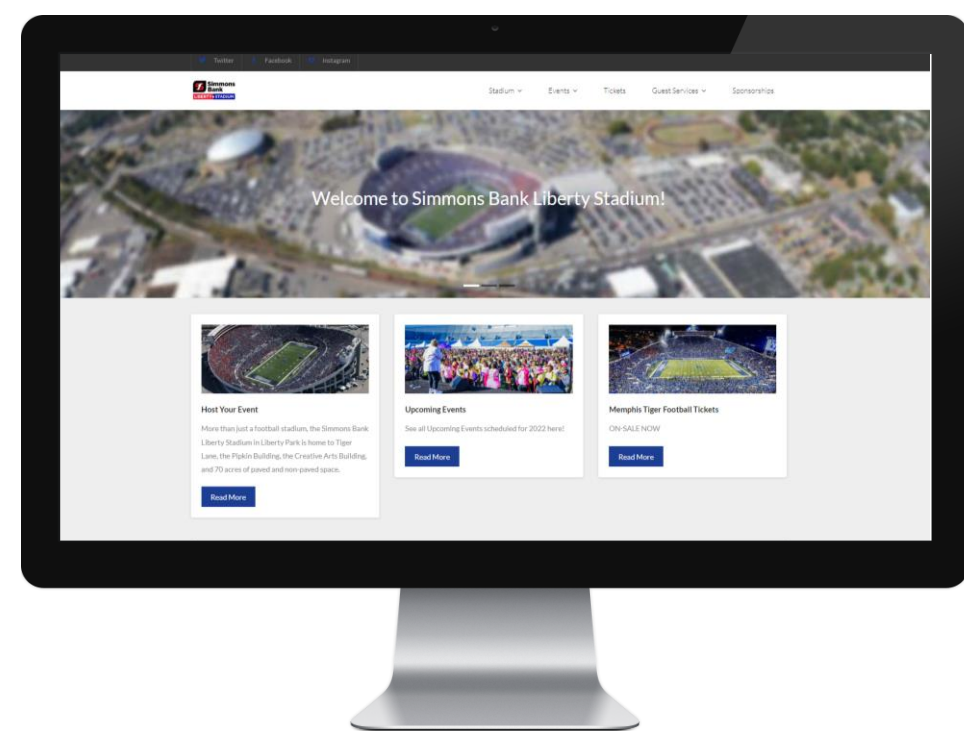 Twitter
Facebook
Instagram
Simmons
Bank
LIBERTY STADIUM
Stadium
Events
Tickets
Guest Services
Sponsorships
Welcome to Simmons Bank Liberty Stadium!
Host Your Event
More than just a football stadium, the Simmons Bank
Liberty Stadium in Liberty Park is home to Tiger
Lane, the Pipkin Building, the Creative Arts Building,
and 70 acres of paved and non-paved space.
Read More
Upcoming Events
See all Upcoming Events scheduled for 2022 here!
Read More
Memphis Tiger Football Tickets
ON-SALE NOW
Read More